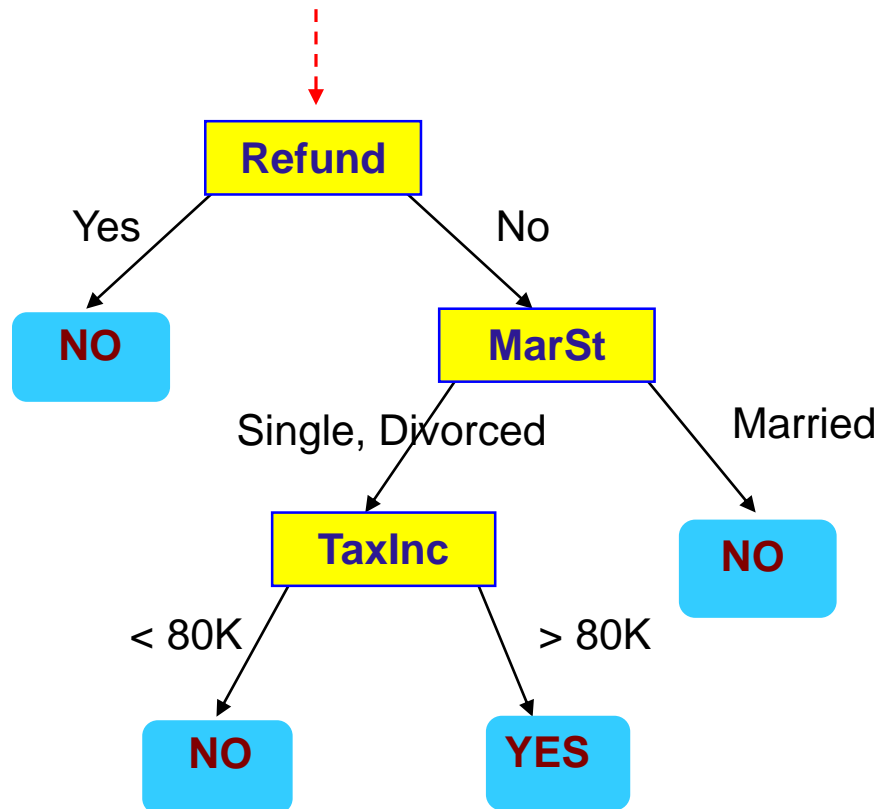 Refund
Yes
No
NO
MarSt
Single, Divorced
Married
TaxInc
NO
< 80K
> 80K
NO
YES